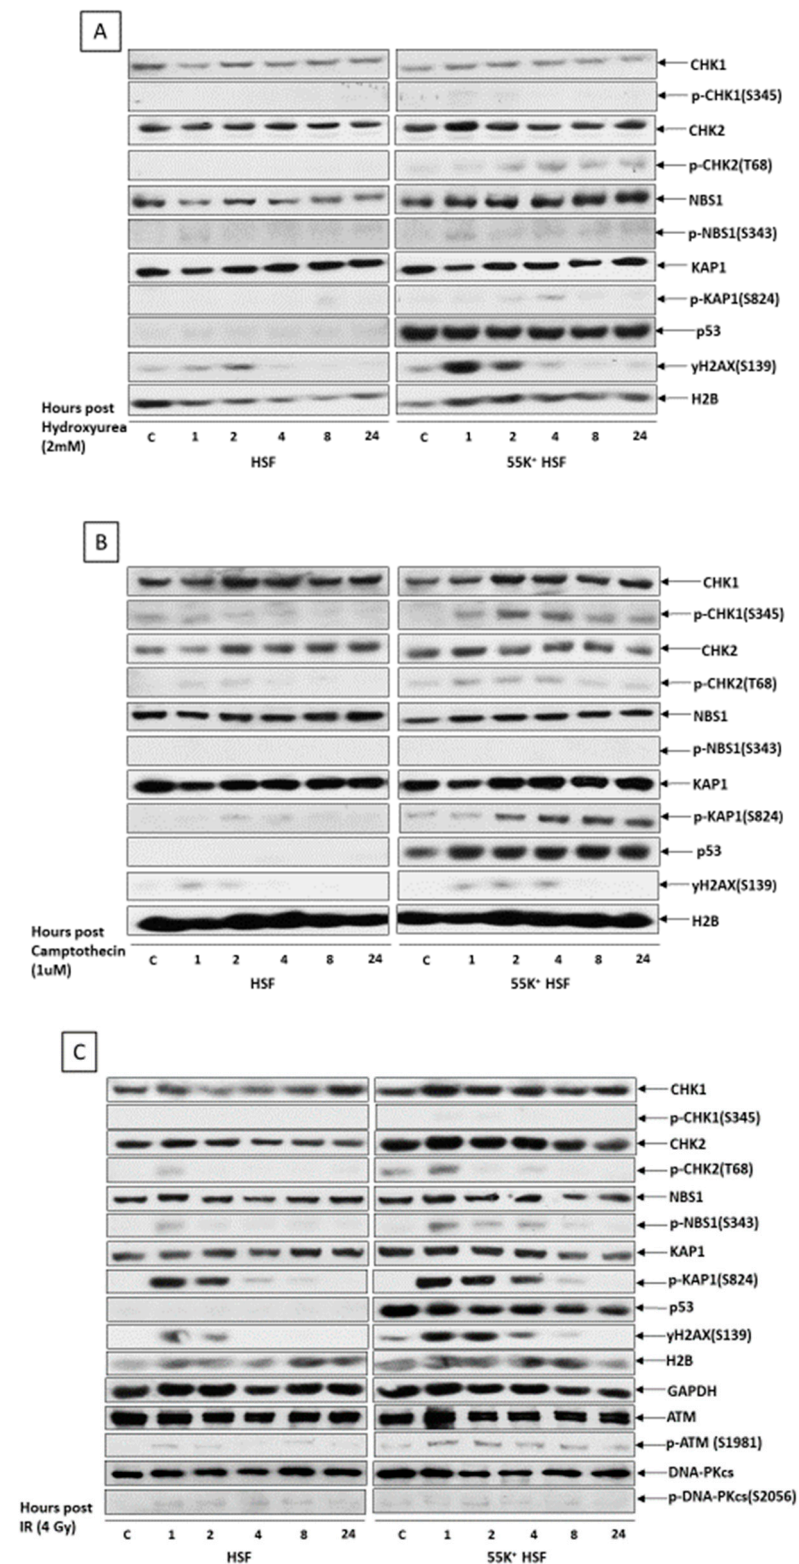 A
CHK1
p-CHK1(S345)
CHK2
p-CHK2(T68)
NBS1
p-NBS1(S343)
KAP1
p-KAP1(S824)
p53
yH2AX(S139)
H2B
Hours post
Hydroxyurea
(2mM)
C 1 2 4 8 24 C 1 2 4 8 24
HSF 55K⁺ HSF
B
CHK1
p-CHK1(S345)
CHK2
p-CHK2(T68)
NBS1
p-NBS1(S343)
KAP1
p-KAP1(S824)
p53
yH2AX(S139)
H2B
Hours post
Camptothecin
(1uM)
C 1 2 4 8 24 C 1 2 4 8 24
HSF 55K⁺ HSF
C
CHK1
p-CHK1(S345)
CHK2
p-CHK2(T68)
NBS1
p-NBS1(S343)
KAP1
p-KAP1(S824)
p53
yH2AX(S139)
H2B
GAPDH
ATM
p-ATM (S1981)
DNA-PKcs
p-DNA-PKcs(S2056)
Hours post
IR (4 Gy)
C 1 2 4 8 24 C 1 2 4 8 24
HSF 55K⁺ HSF